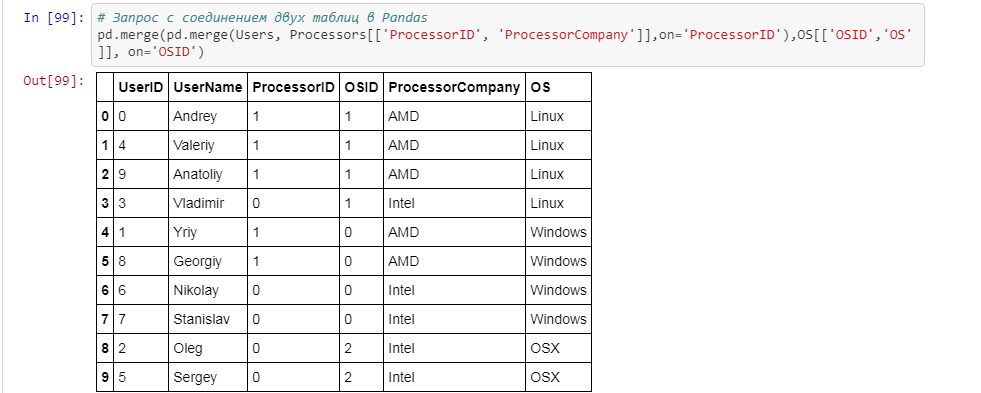 In [99]: # Запрос с соединением двух таблиц в Pandas
pd.merge(pd.merge(Users, Processors[['ProcessorID', 'ProcessorCompany']],on='ProcessorID'),OS[['OSID','OS'
]], on='OSID')
Out[99]:
UserID UserName ProcessorID OSID ProcessorCompany OS
0 0 Andrey 1 1 AMD Linux
1 4 Valeriy 1 1 AMD Linux
2 9 Anatoliy 1 1 AMD Linux
3 3 Vladimir 0 1 Intel Linux
4 1 Yriy 1 0 AMD Windows
5 8 Georgiy 1 0 AMD Windows
6 6 Nikolay 0 0 Intel Windows
7 7 Stanislav 0 0 Intel Windows
8 2 Oleg 0 2 Intel OSX
9 5 Sergey 0 2 Intel OSX